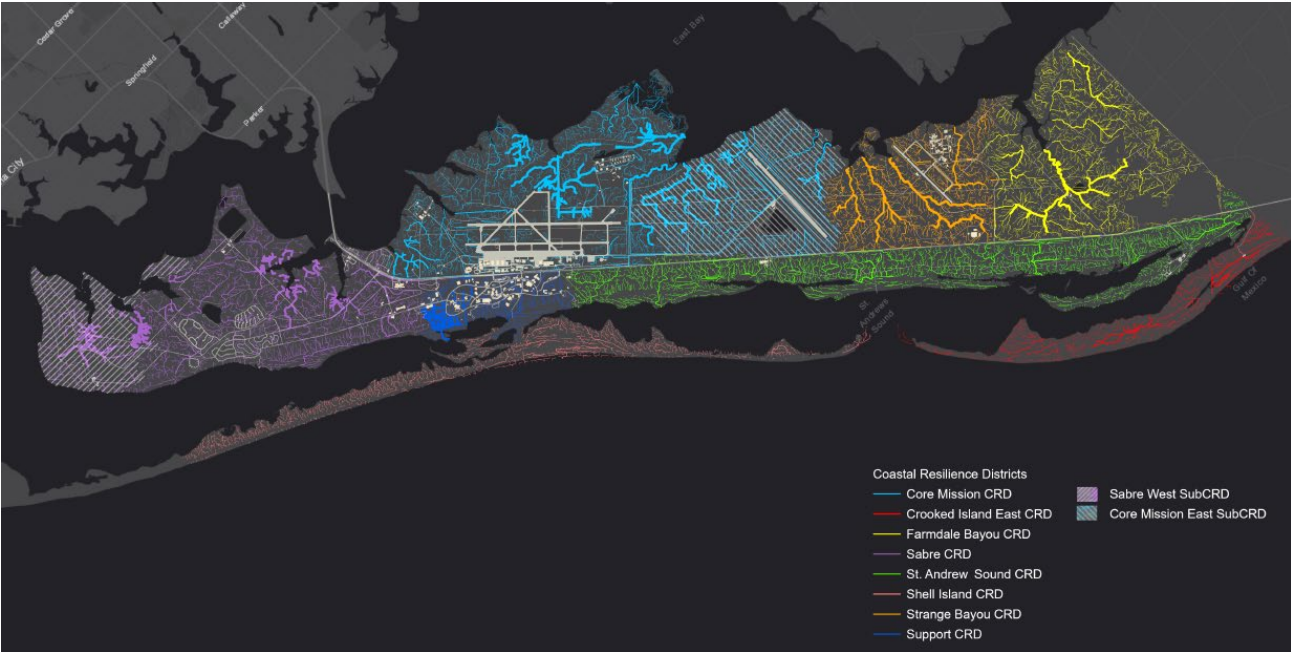 Cedar Grove
Cateway
Springfield
Parker
East Bay
a City
St.
Andrews
Sound
Gulf Of
Mexico
Coastal Resilience Districts
Core Mission CRD
Crooked Island East CRD
Farmdale Bayou CRD
Sabre CRD
St. Andrew Sound CRD
Shell Island CRD
Strange Bayou CRD
Support CRD
Sabre West SubCRD
Core Mission East SubCRD